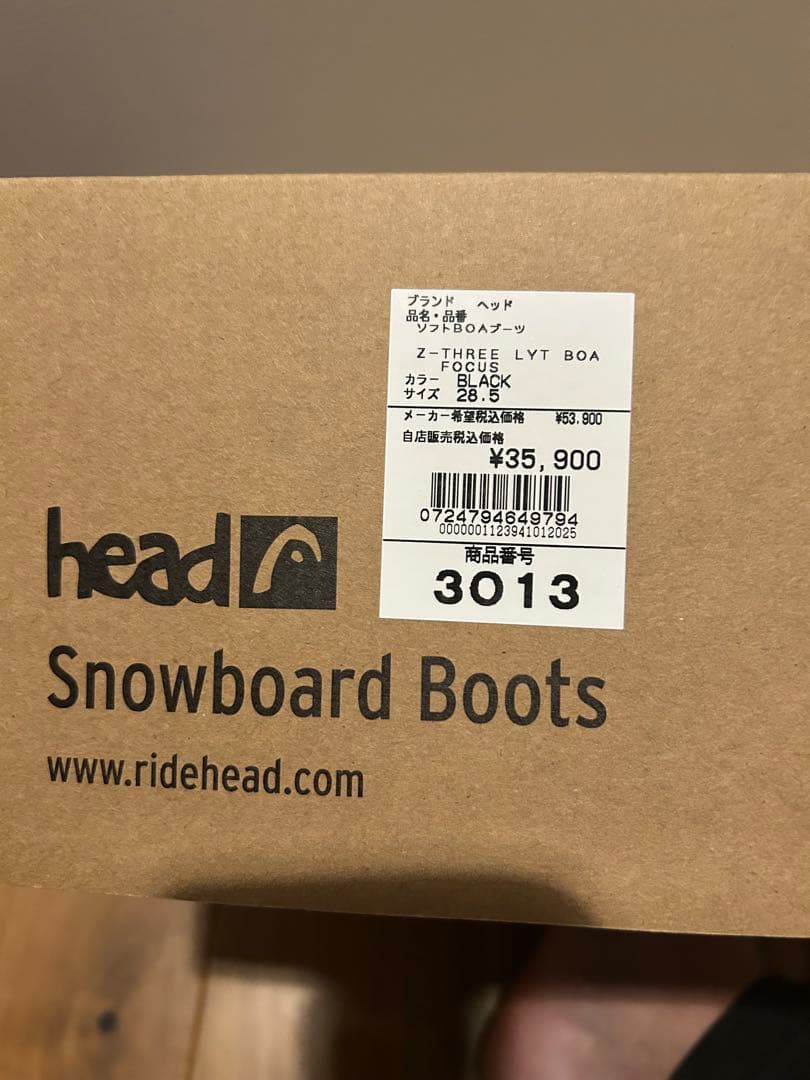 ブランド ヘッド
品名・品番
ソフトBOAブーツ
Z-THREE LYT BOA
FOCUS
カラー BLACK
サイズ 28.5
メーカー希望税込価格 ¥53,900
自店販売税込価格
¥35,900
0724794649794
0000001123941012025
商品番号
3013
head
Snowboard Boots
www.ridehead.com